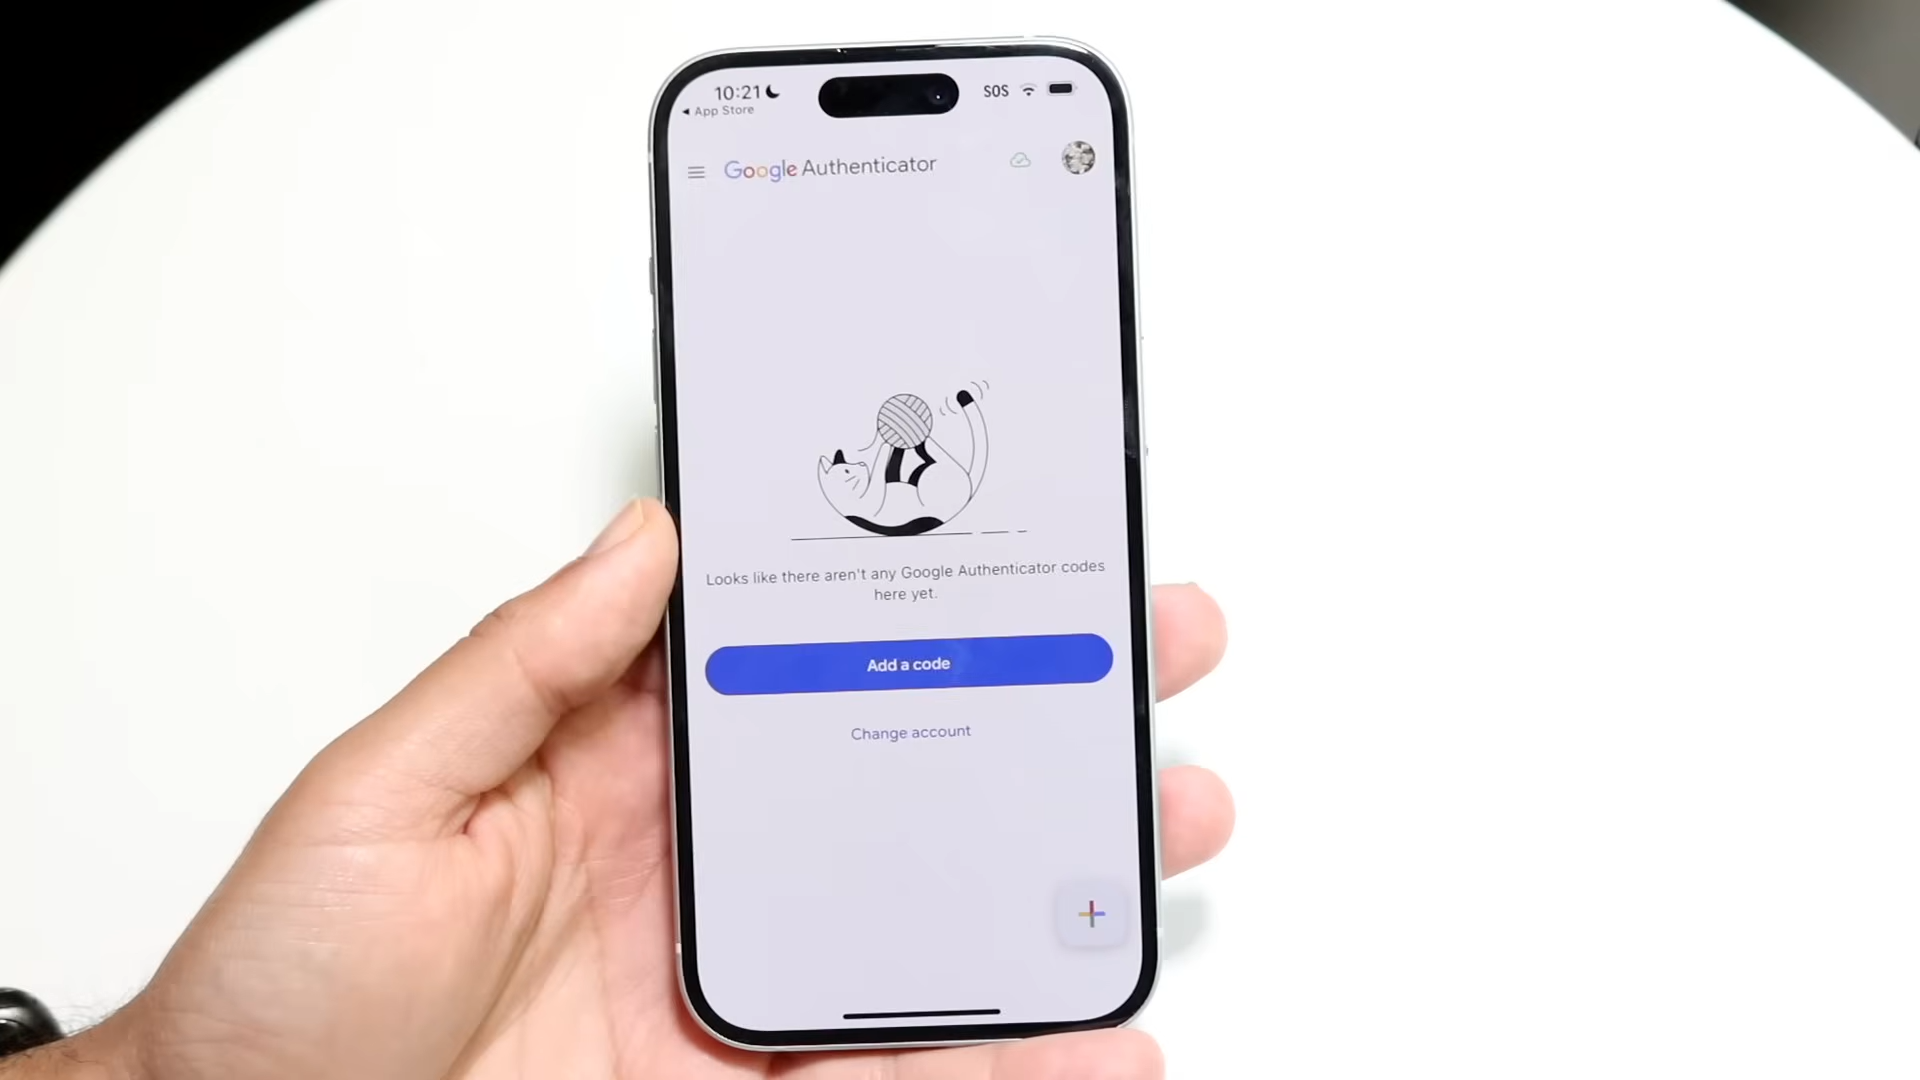 10:21
SOS
App Store
Google Authenticator
Looks like there aren't any Google Authenticator codes
here yet.
Add a code
Change account